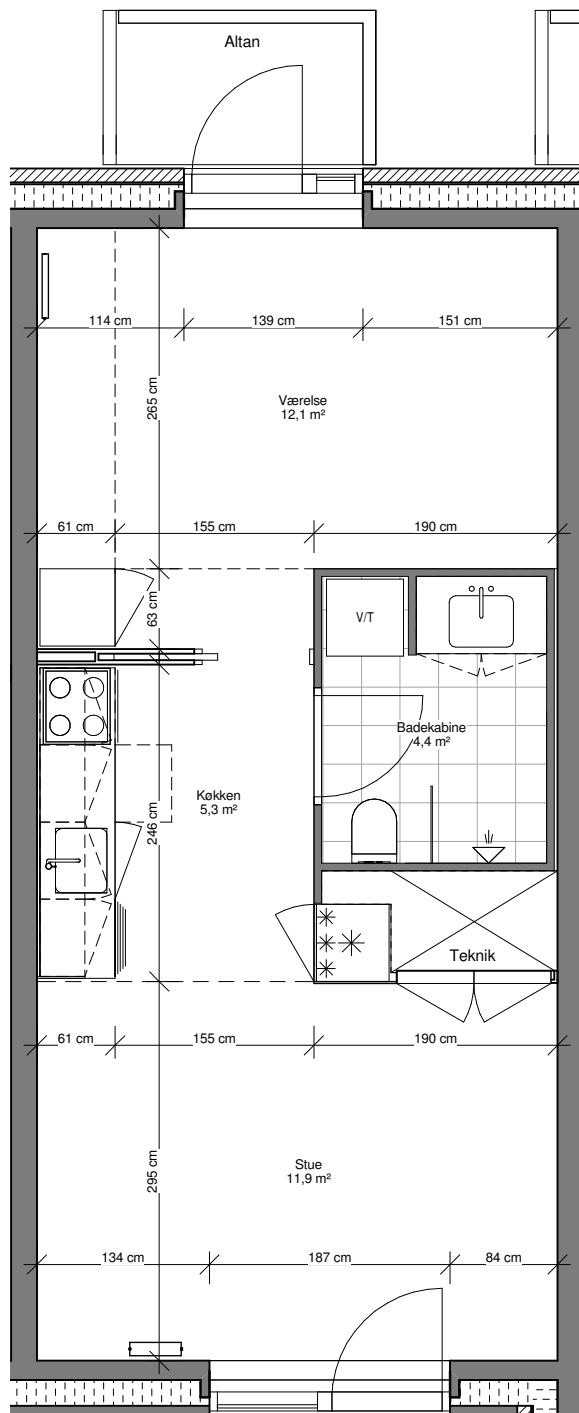 Altan
114 cm
139 cm
151 cm
265 cm
Værelse
12,1 m²
61 cm
155 cm
190 cm
63 cm
V/T
Badekabine
4,4 m²
Køkken
5,3 m²
246 cm
Teknik
61 cm
155 cm
190 cm
295 cm
Stue
11,9 m²
134 cm
187 cm
84 cm